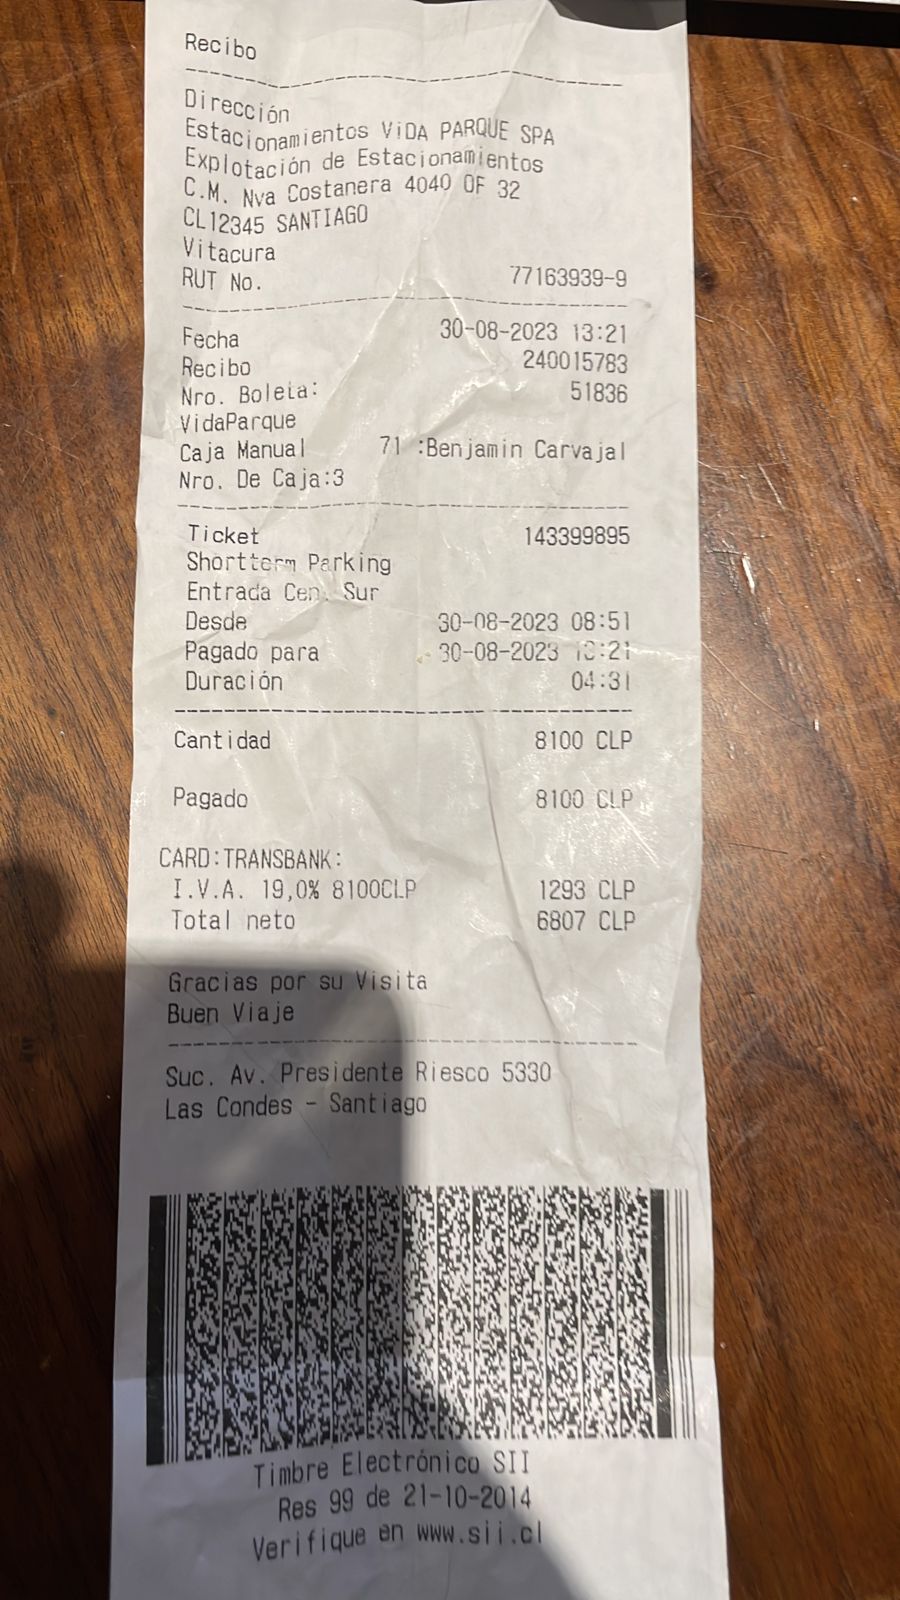 Recibo
Dirección
Estacionamientos ViDA PARQUE SPA
Explotación de Estacionamientos
C.M. Nva Costanera 4040 OF 32
CL12345 SANTIAGO
Vitacura
RUT No. 77163939-9
Fecha 30-08-2023 13:21
Recibo 240015783
Nro. Boleta: 51836
VidaParque
Caja Manual 71 :Benjamin Carvajal
Nro. De Caja:3
Ticket 143399895
Shortterm Parking
Entrada Cen. Sur
Desde 30-08-2023 08:51
Pagado para 30-08-2023 13:21
Duración 04:31
Cantidad 8100 CLP
Pagado 8100 CLP
CARD:TRANSBANK:
I.V.A. 19,0% 8100CLP 1293 CLP
Total neto 6807 CLP
Gracias por su Visita
Buen Viaje
Suc. Av. Presidente Riesco 5330
Las Condes - Santiago
Timbre Electrónico SII
Res 99 de 21-10-2014
Verifique en www.sii.cl